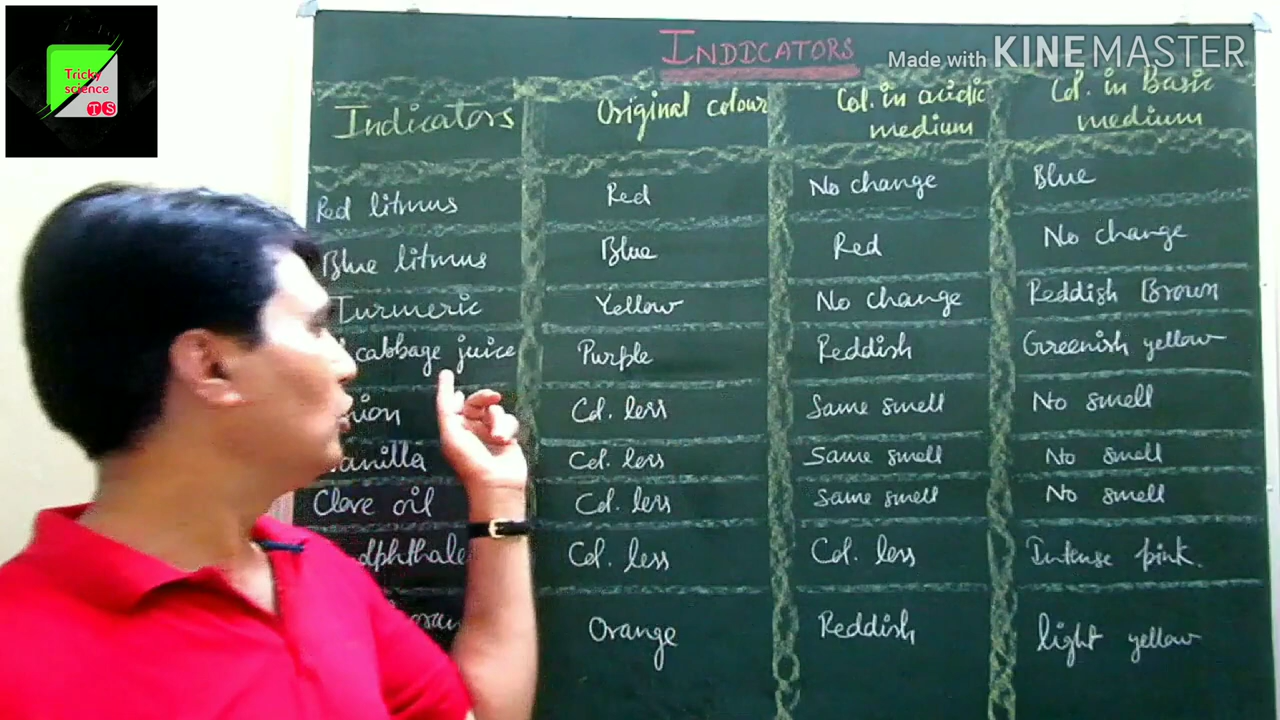 Tricky
science
TS
Made with KINEMASTER
INDICATORS
Indicators Original colour Col. in acidic medium Col. in Basic medium
Red litmus Red No change Blue
Blue litmus Blue Red No change
Turmeric Yellow No change Reddish Brown
cabbage juice Purple Reddish Greenish yellow
nion Col. less Same smell No smell
Vanilla Col. less Same smell No smell
Clove oil Col. less Same smell No smell
Col. less Col. less Intense pink.
Orange Reddish light yellow